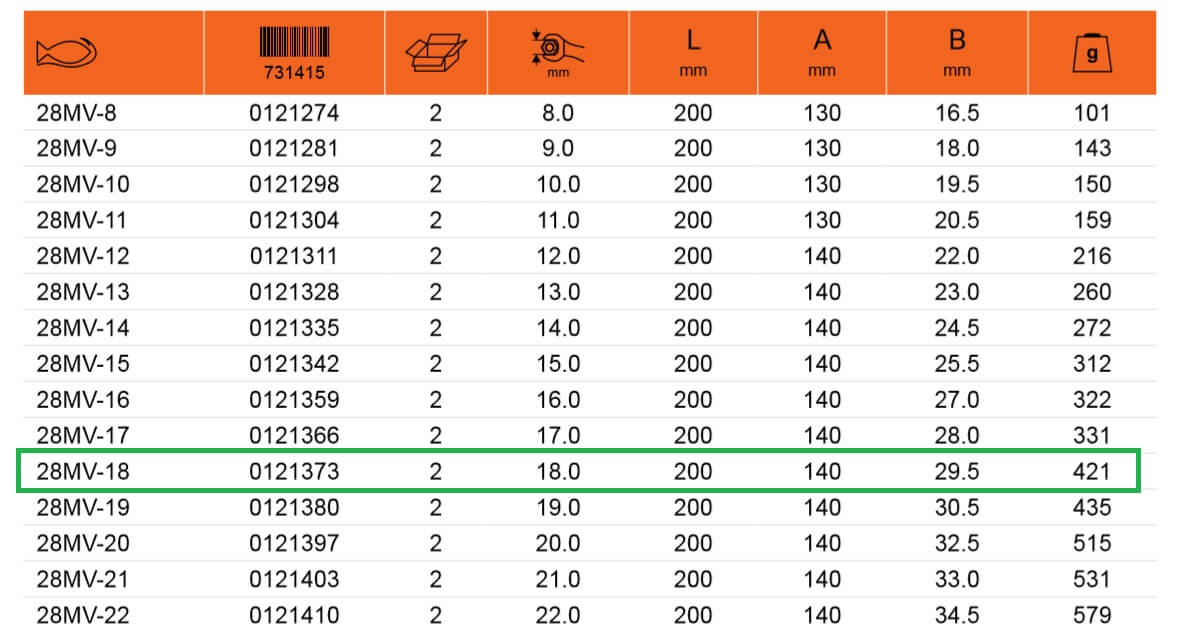 731415 mm L mm A mm B mm g
28MV-8 0121274 2 8.0 200 130 16.5 101
28MV-9 0121281 2 9.0 200 130 18.0 143
28MV-10 0121298 2 10.0 200 130 19.5 150
28MV-11 0121304 2 11.0 200 130 20.5 159
28MV-12 0121311 2 12.0 200 140 22.0 216
28MV-13 0121328 2 13.0 200 140 23.0 260
28MV-14 0121335 2 14.0 200 140 24.5 272
28MV-15 0121342 2 15.0 200 140 25.5 312
28MV-16 0121359 2 16.0 200 140 27.0 322
28MV-17 0121366 2 17.0 200 140 28.0 331
28MV-18 0121373 2 18.0 200 140 29.5 421
28MV-19 0121380 2 19.0 200 140 30.5 435
28MV-20 0121397 2 20.0 200 140 32.5 515
28MV-21 0121403 2 21.0 200 140 33.0 531
28MV-22 0121410 2 22.0 200 140 34.5 579